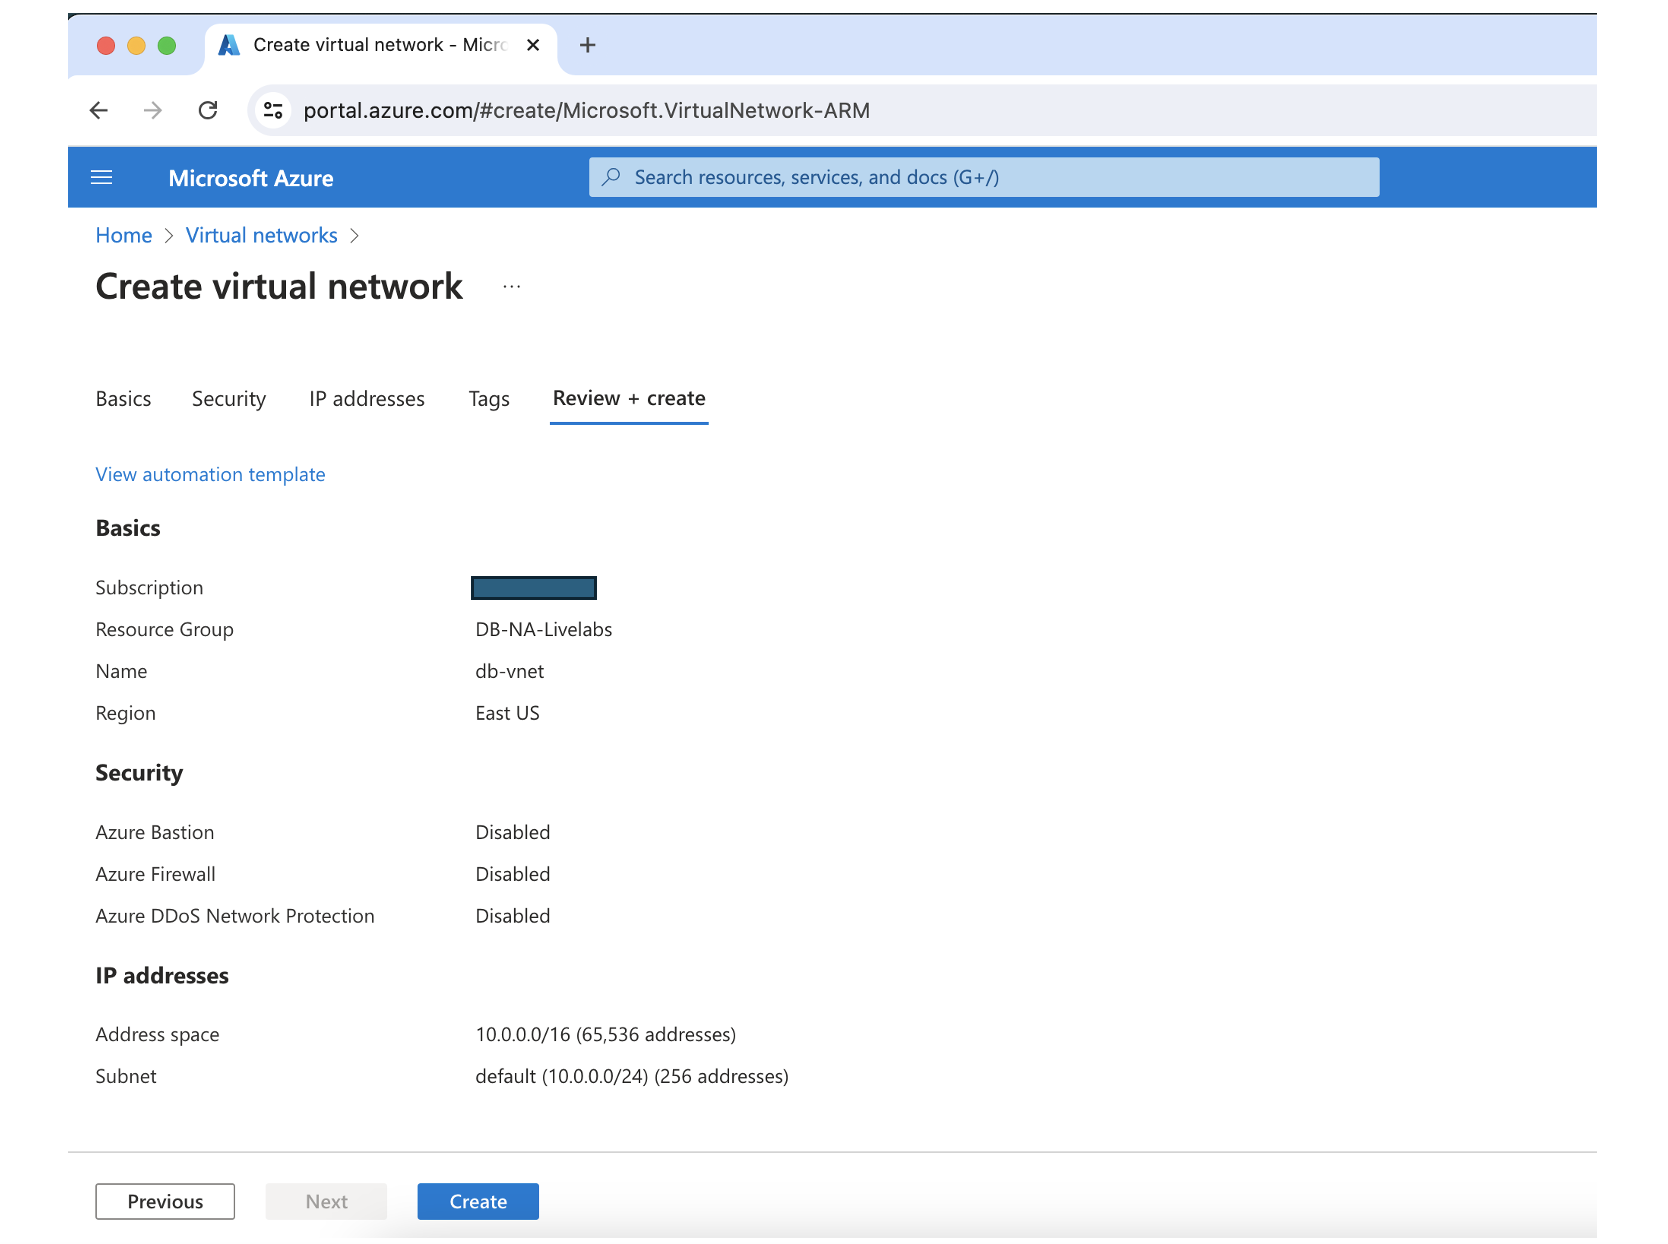 Create virtual network - Micro
portal.azure.com/#create/Microsoft.VirtualNetwork-ARM
Microsoft Azure
Search resources, services, and docs (G+/)
Home > Virtual networks >
Create virtual network ...
Basics Security IP addresses Tags Review + create
View automation template
Basics
Subscription
Resource Group DB-NA-Livelabs
Name db-vnet
Region East US
Security
Azure Bastion Disabled
Azure Firewall Disabled
Azure DDoS Network Protection Disabled
IP addresses
Address space 10.0.0.0/16 (65,536 addresses)
Subnet default (10.0.0.0/24) (256 addresses)
Previous Next Create